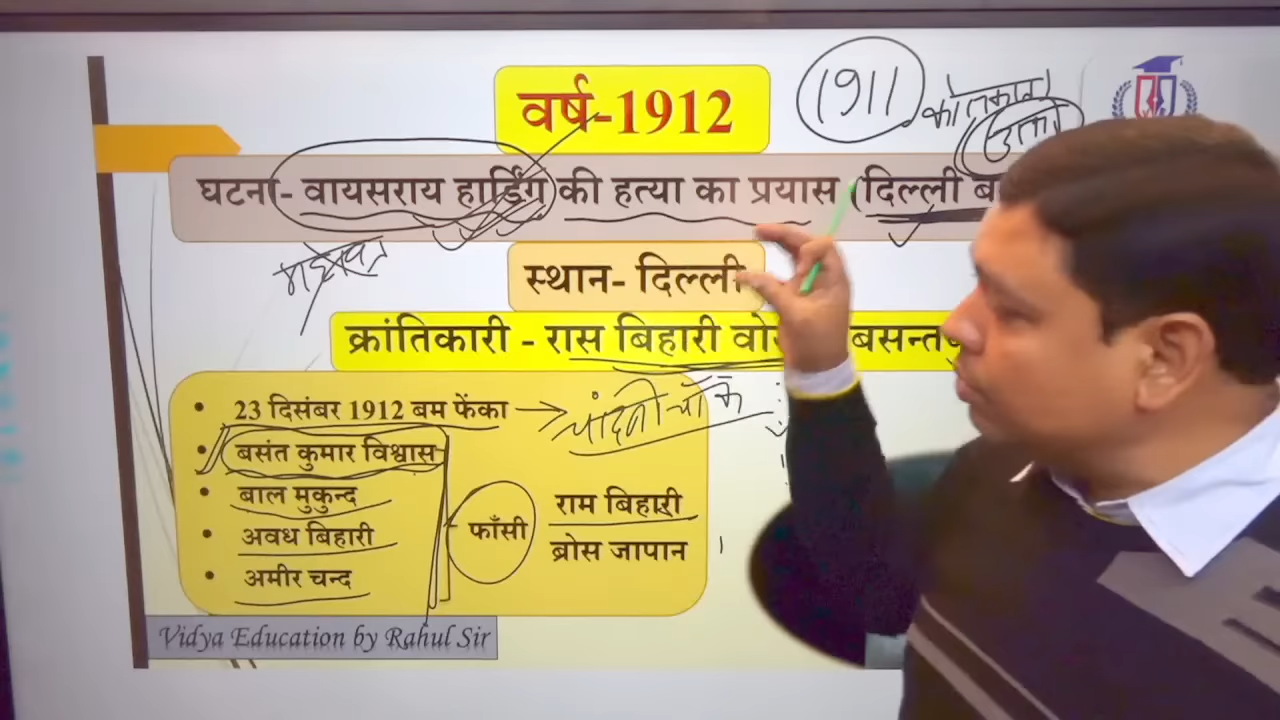 वर्ष-1912
1911
घटना- वायसराय हार्डिंग की हत्या का प्रयास (दिल्ली ब
स्थान- दिल्ली
क्रांतिकारी - रास बिहारी वो बसन्त
23 दिसंबर 1912 बम फेंका
चांदनी चौक
बसंत कुमार विश्वास
बाल मुकुन्द
अवध बिहारी
अमीर चन्द
फाँसी
राम बिहारी
ब्रोस जापान
Vidya Education by Rahul Sir